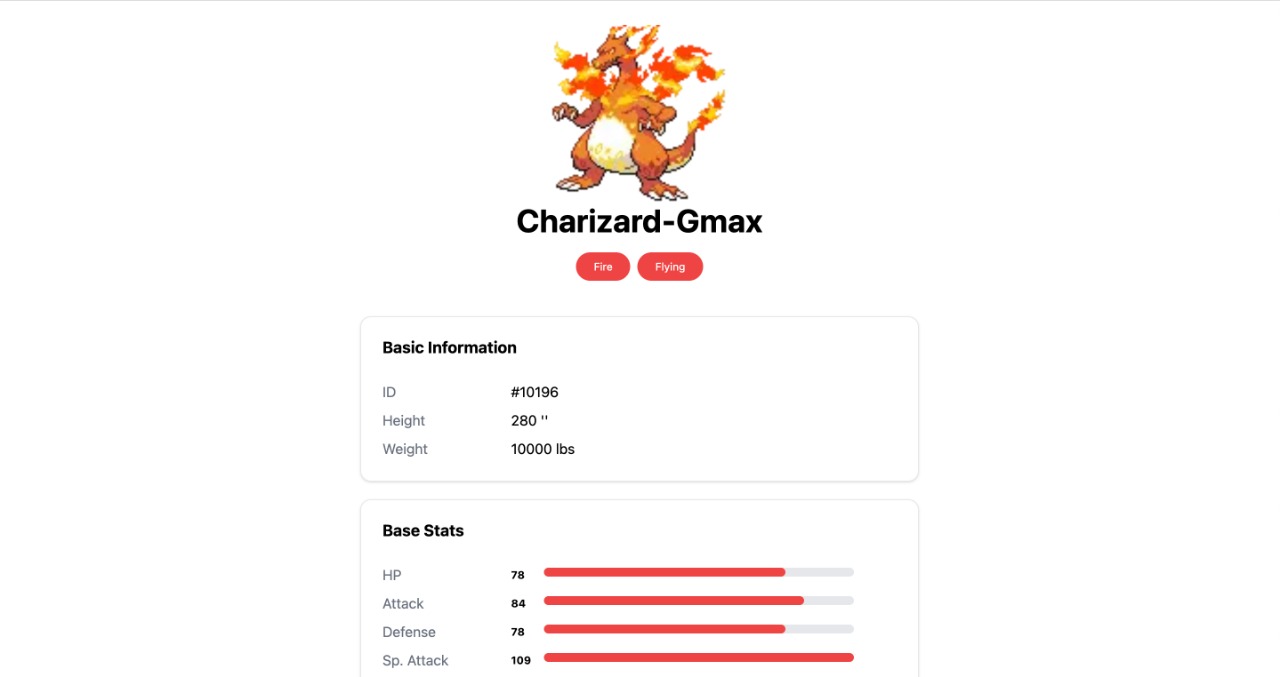 Charizard-Gmax
Fire Flying
Basic Information
ID #10196
Height 280 ''
Weight 10000 lbs
Base Stats
HP 78
Attack 84
Defense 78
Sp. Attack 109